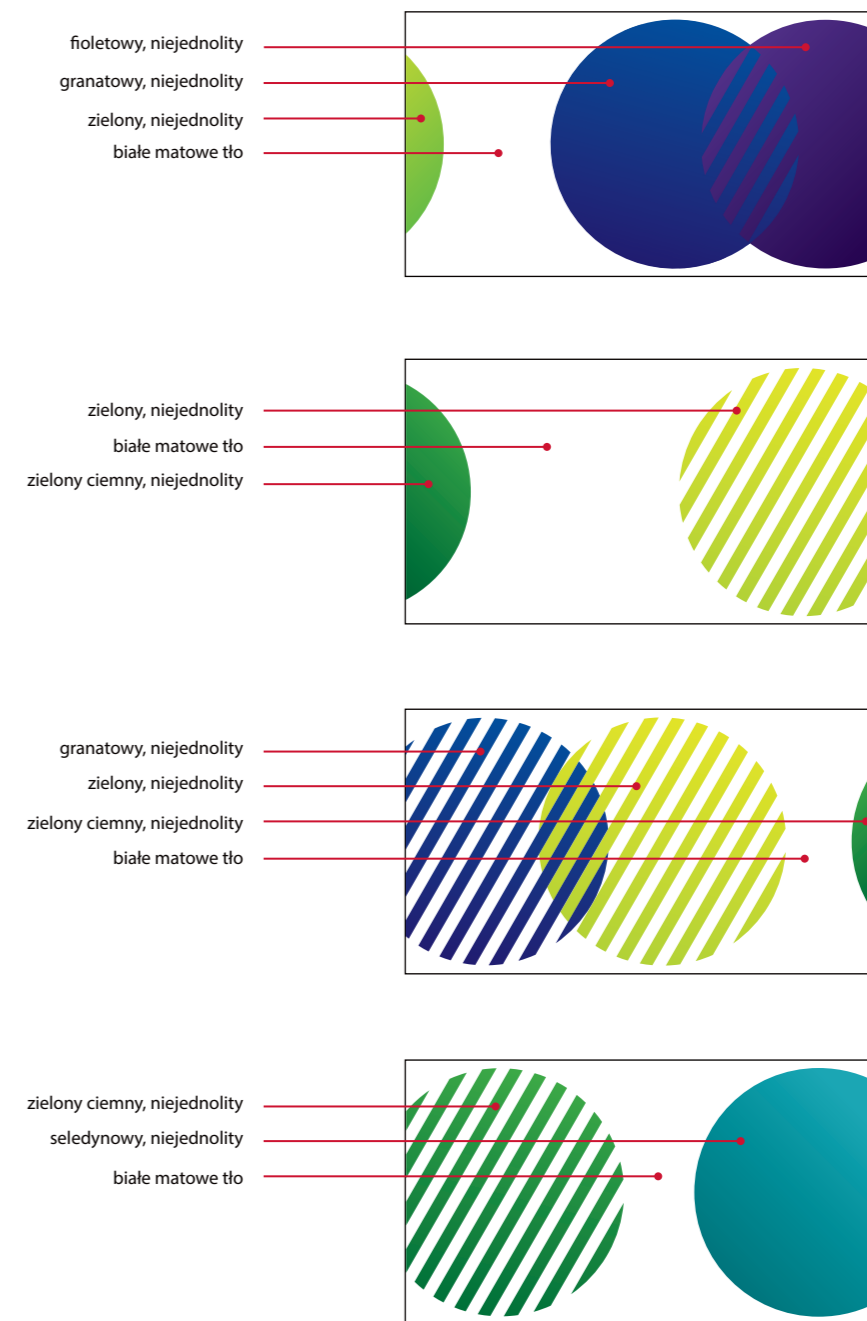 fioletowy, niejednolity
granatowy, niejednolity
zielony, niejednolity
białe matowe tło
zielony, niejednolity
białe matowe tło
zielony ciemny, niejednolity
granatowy, niejednolity
zielony, niejednolity
zielony ciemny, niejednolity
białe matowe tło
zielony ciemny, niejednolity
seledynowy, niejednolity
białe matowe tło